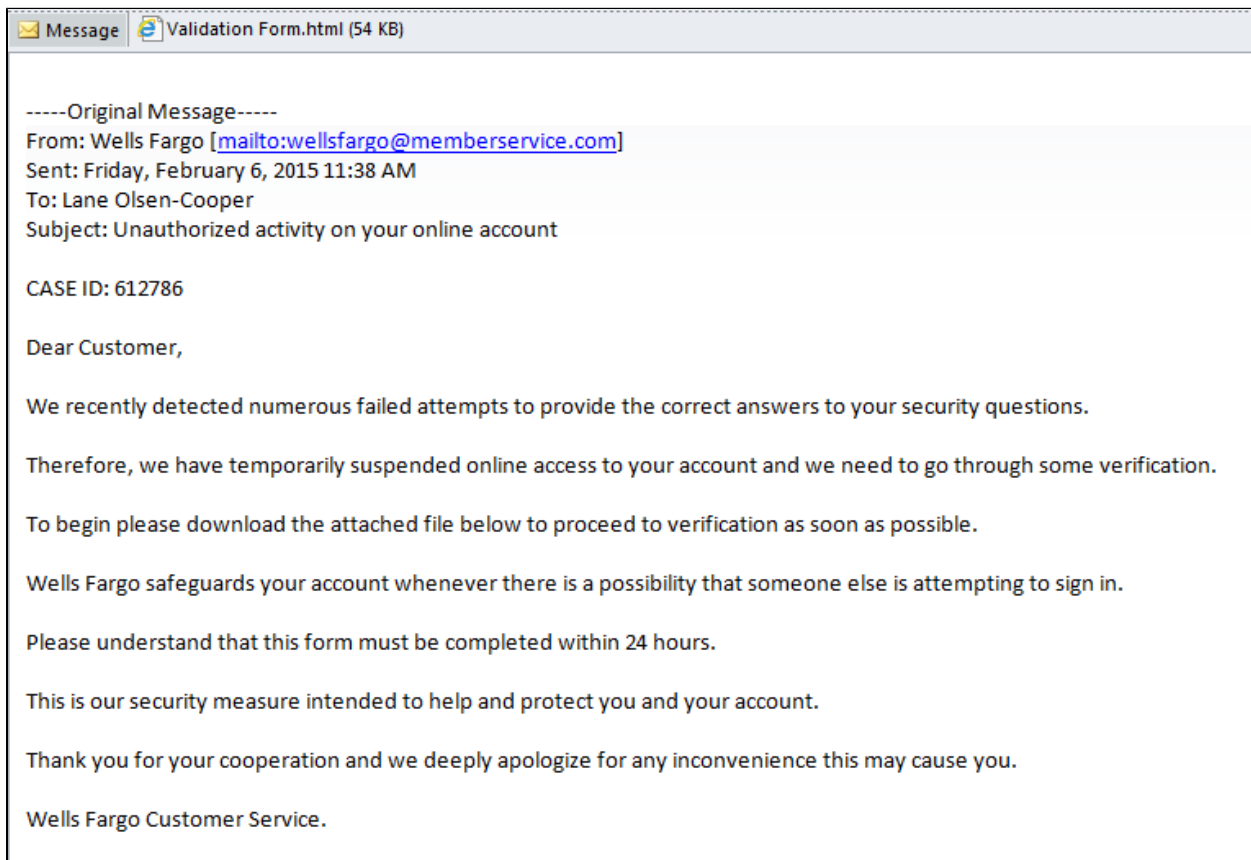 Message Validation Form.html (54 KB)
-----Original Message-----
From: Wells Fargo [mailto:wellsfargo@memberservice.com]
Sent: Friday, February 6, 2015 11:38 AM
To: Lane Olsen-Cooper
Subject: Unauthorized activity on your online account
CASE ID: 612786
Dear Customer,
We recently detected numerous failed attempts to provide the correct answers to your security questions.
Therefore, we have temporarily suspended online access to your account and we need to go through some verification.
To begin please download the attached file below to proceed to verification as soon as possible.
Wells Fargo safeguards your account whenever there is a possibility that someone else is attempting to sign in.
Please understand that this form must be completed within 24 hours.
This is our security measure intended to help and protect you and your account.
Thank you for your cooperation and we deeply apologize for any inconvenience this may cause you.
Wells Fargo Customer Service.